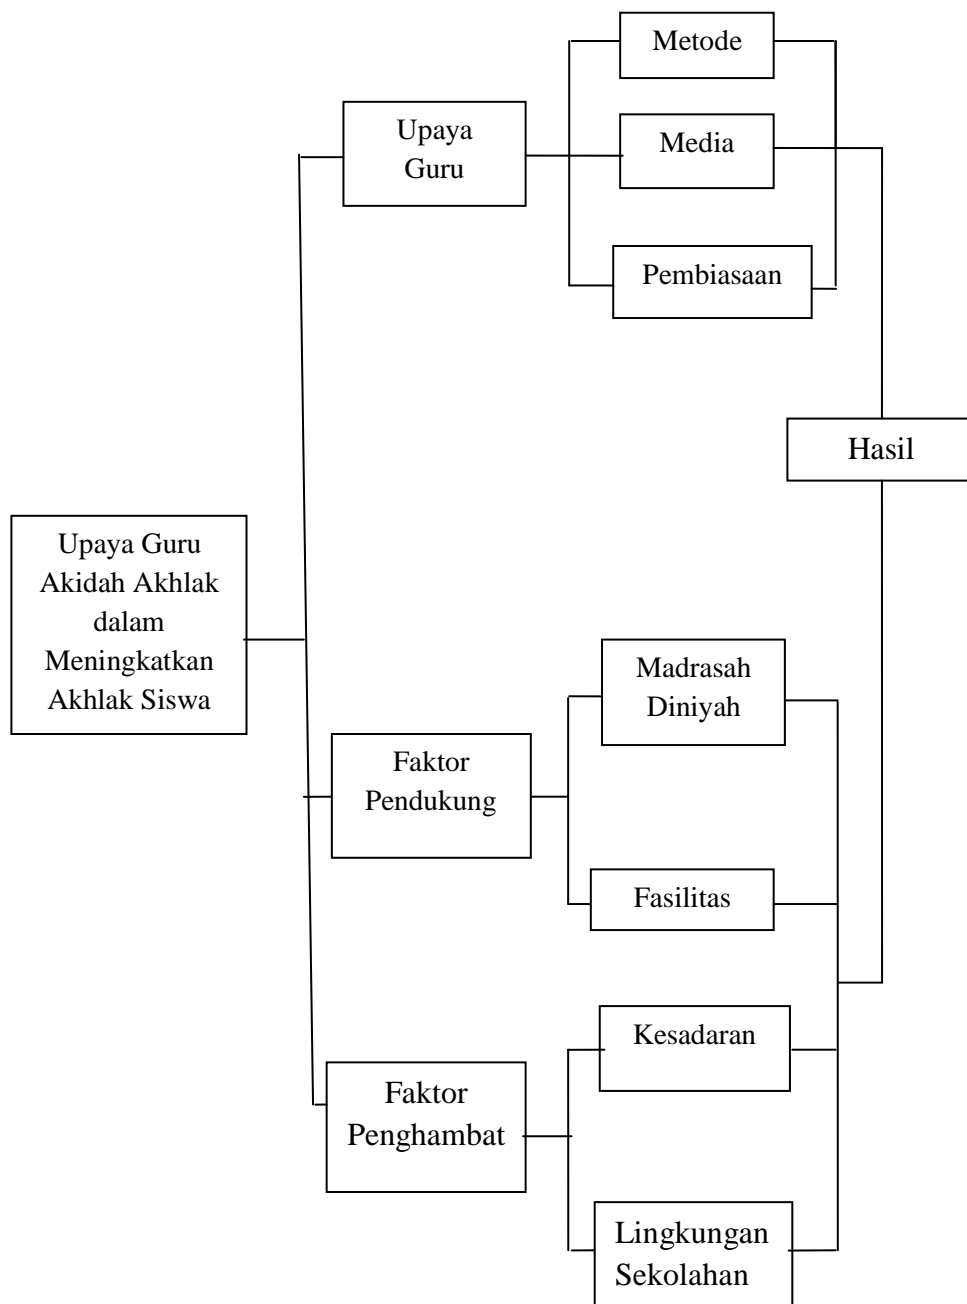 Metode
Upaya
Guru
Media
Pembiasaan
Hasil
Upaya Guru
Akidah Akhlak
dalam
Meningkatkan
Akhlak Siswa
Madrasah
Diniyah
Faktor
Pendukung
Fasilitas
Kesadaran
Faktor
Penghambat
Lingkungan
Sekolahan